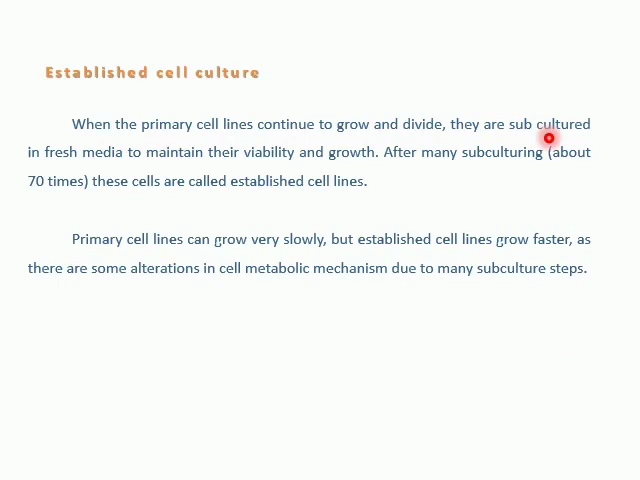 Established cell culture
When the primary cell lines continue to grow and divide, they are sub cultured
in fresh media to maintain their viability and growth. After many subculturing (about
70 times) these cells are called established cell lines.
Primary cell lines can grow very slowly, but established cell lines grow faster, as
there are some alterations in cell metabolic mechanism due to many subculture steps.